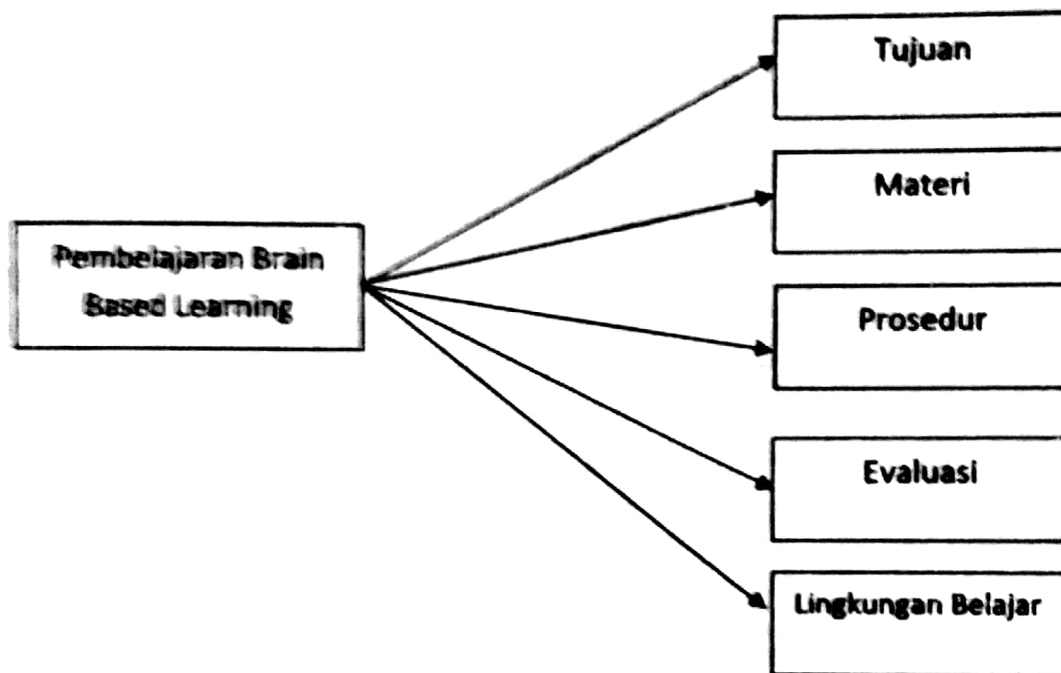 Pembelajaran Brain
Based Learning
Tujuan
Materi
Prosedur
Evaluasi
Lingkungan Belajar